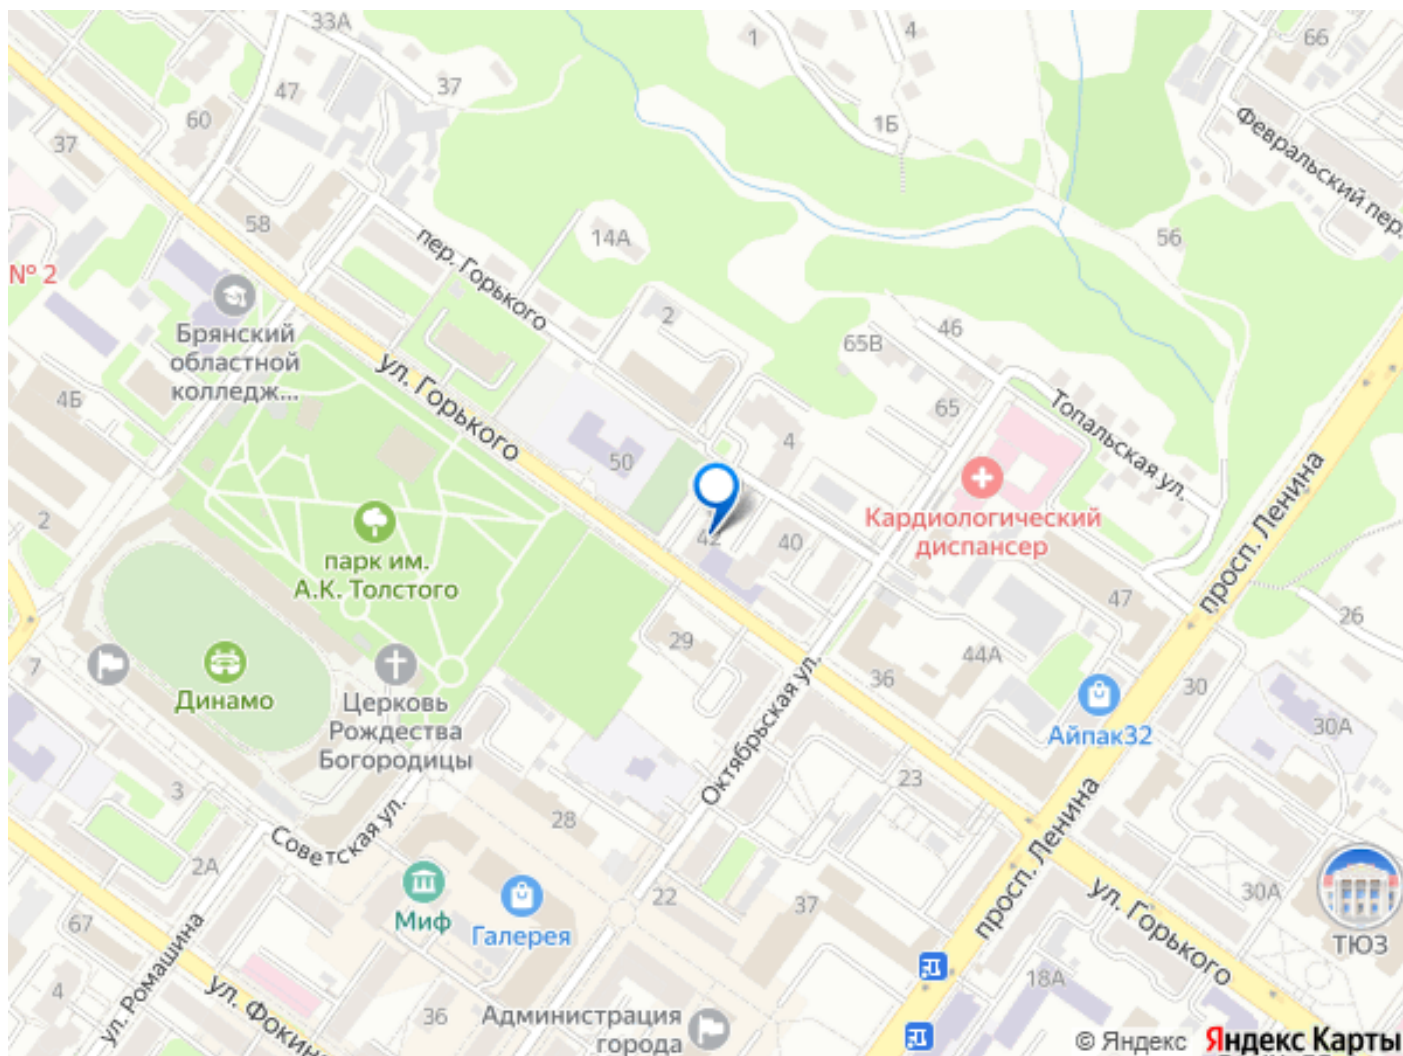 33А
1
4
66
37
47
1Б
60
37
Февральский пер.
58
14А
56
пер. Горького
№ 2
2
46
Брянский
областной
колледж...
65В
ул. Горького
4Б
65
Топальская ул.
4
50
просп. Ленина
Кардиологический
диспансер
2
42
40
парк им.
А.К. Толстого
47
26
29
44А
7
36
30
Динамо
Церковь
Рождества
Богородицы
Октябрьская ул.
Айпак32
30А
23
3
28
Советская ул.
просп. Ленина
2А
22
37
30А
ул. Горького
Миф
Галерея
67
ТЮЗ
ул. Ромашина
18А
4
ул. Фокин
36
Администрация
города
© Яндекс Яндекс Карты